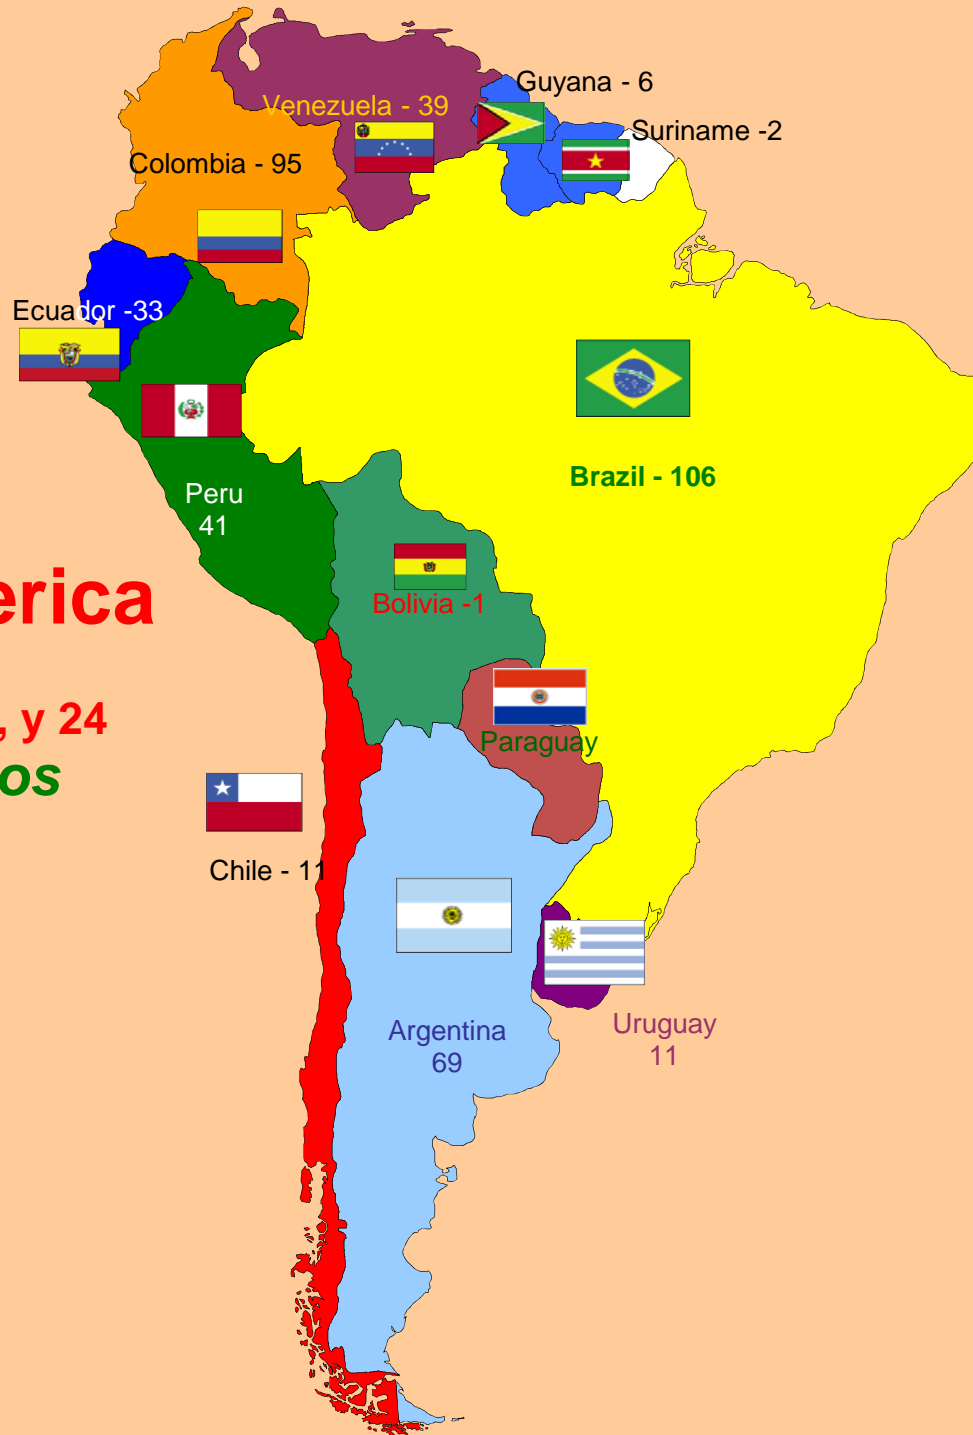 Guyana - 6
Venezuela - 39
Suriname -2
Colombia - 95
Ecuador -33
Brazil - 106
Peru
41
erica
Bolivia -1
, y 24
Paraguay
os
Chile - 11
Argentina
69
Uruguay
11